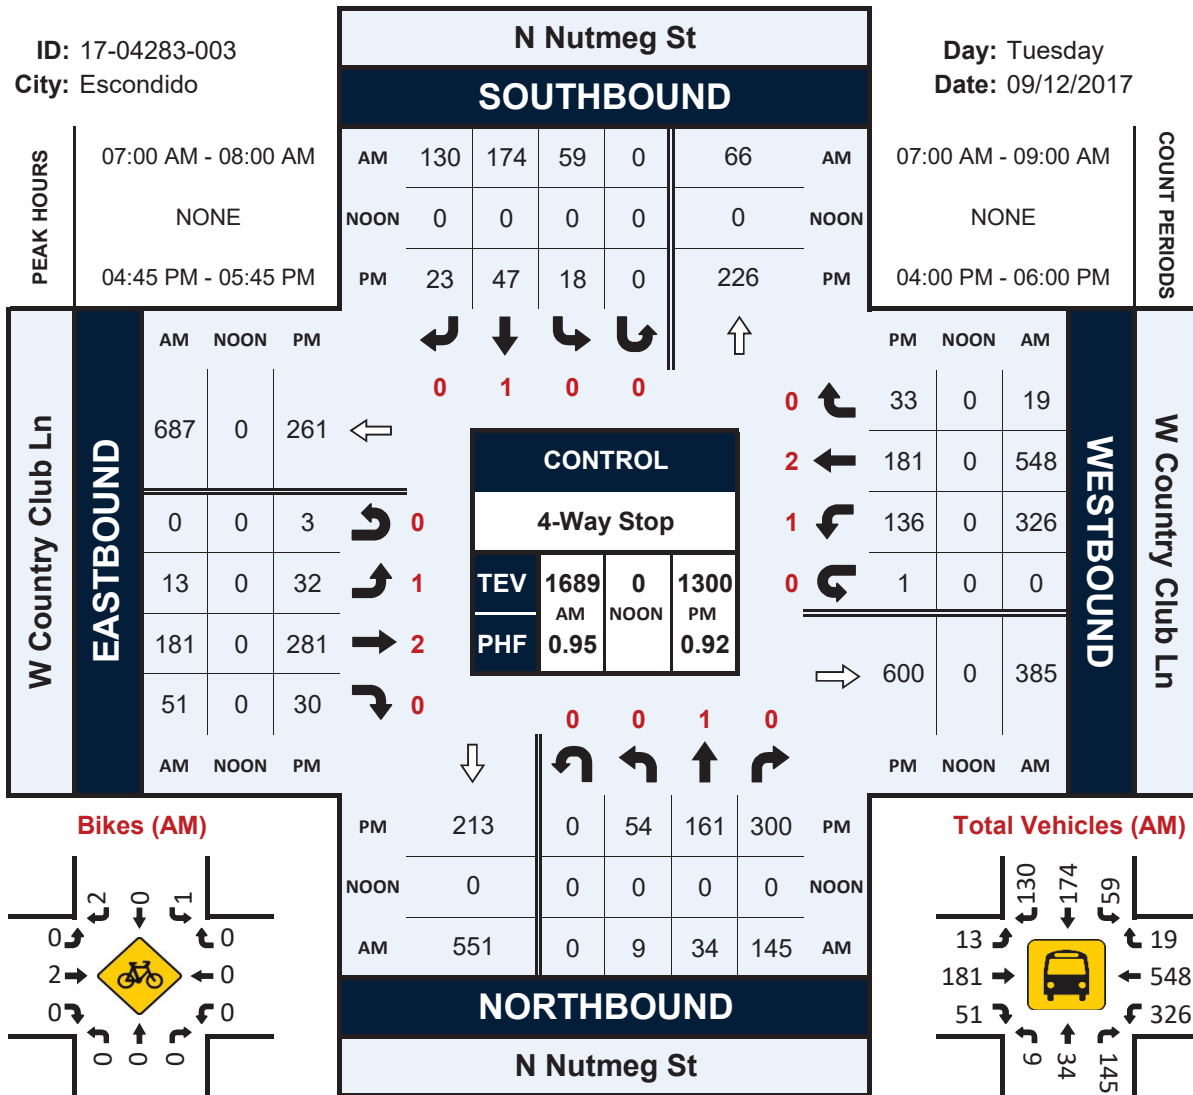 N Nutmeg St
ID: 17-04283-003
Day: Tuesday
City: Escondido
Date: 09/12/2017
SOUTHBOUND
PEAK HOURS
07:00 AM - 08:00 AM
NONE
04:45 PM - 05:45 PM
AM 130 174 59 0 66 AM
NOON 0 0 0 0 0 NOON
PM 23 47 18 0 226 PM
07:00 AM - 09:00 AM
NONE
04:00 PM - 06:00 PM
COUNT PERIODS
0 1 0 0
W Country Club Ln
EASTBOUND
AM NOON PM
687 0 261
0 0 3 0
13 0 32 1
181 0 281 2
51 0 30 0
AM NOON PM
CONTROL
4-Way Stop
TEV 1689 0 1300
AM NOON PM
PHF 0.95 0.92
PM NOON AM
0 33 0 19
2 181 0 548
1 136 0 326
0 1 0 0
600 0 385
PM NOON AM
WESTBOUND
W Country Club Ln
0 0 1 0
PM 213 0 54 161 300 PM
NOON 0 0 0 0 0 NOON
AM 551 0 9 34 145 AM
NORTHBOUND
N Nutmeg St
Bikes (AM)
2 0 1
0 0
2 0
0 0
0 0 0
Total Vehicles (AM)
130 174 59
13 19
181 548
51 326
9 34 145